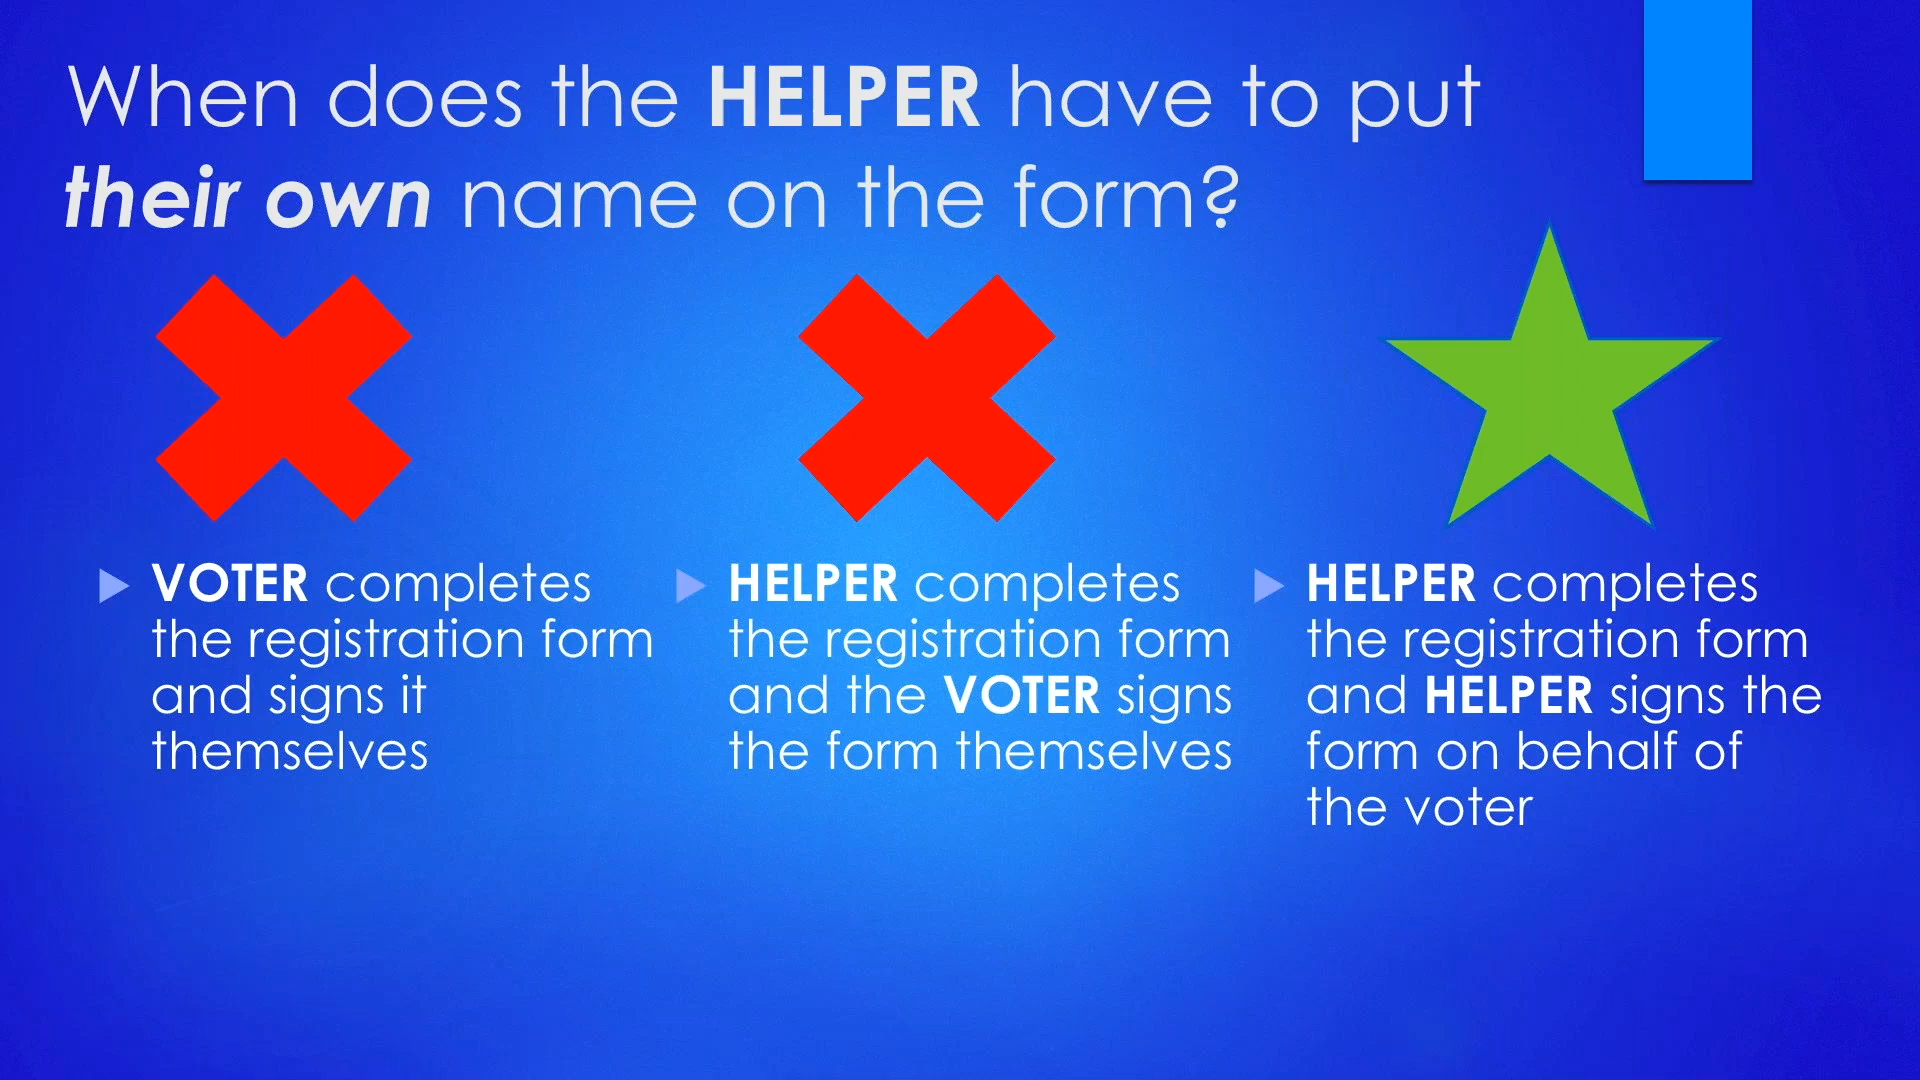 When does the HELPER have to put
their own name on the form?
VOTER completes
the registration form
and signs it
themselves
HELPER completes
the registration form
and the VOTER signs
the form themselves
HELPER completes
the registration form
and HELPER signs the
form on behalf of
the voter